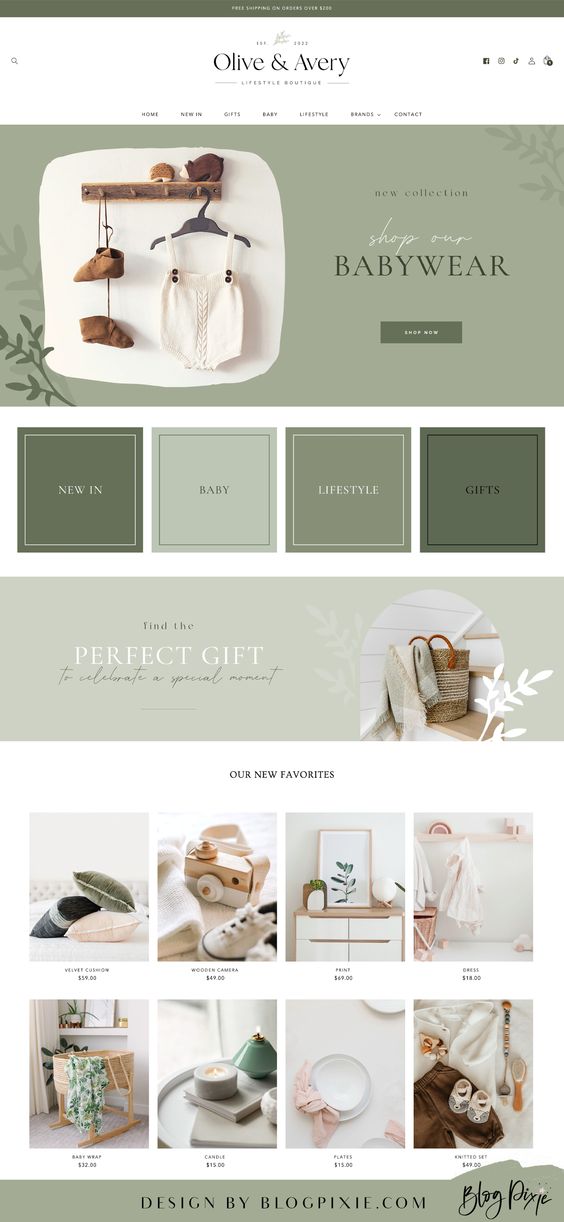 FREE SHIPPING ON ORDERS OVER $200
EST. 2022
Olive & Avery
LIFESTYLE BOUTIQUE
HOME NEW IN GIFTS BABY LIFESTYLE BRANDS CONTACT
new collection
shop our
BABYWEAR
SHOP NOW
NEW IN BABY LIFESTYLE GIFTS
find the
PERFECT GIFT
to celebrate a special moment
OUR NEW FAVORITES
VELVET CUSHION WOODEN CAMERA PRINT DRESS
$59.00 $49.00 $69.00 $18.00
BABY WRAP CANDLE PLATES KNITTED SET
$32.00 $15.00 $15.00 $49.00
DESIGN BY BLOGPIXIE.COM
Blog Pixie